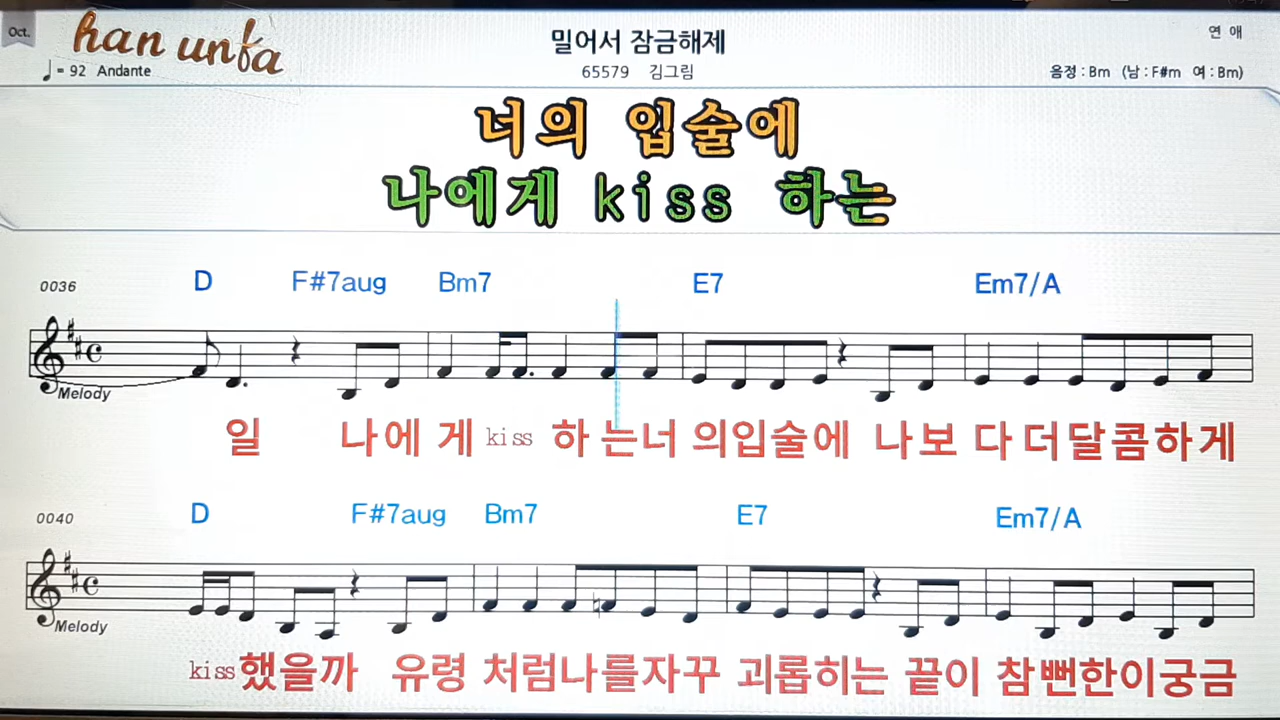 Oct.
han unfa
♩= 92 Andante
밀어서 잠금해제
65579 김그림
연 애
음정 : Bm (남 : F#m 여 : Bm)
너의 입술에
나에게 kiss 하는
0036 D F#7aug Bm7 E7 Em7/A
Melody
일 나에 게 kiss 하 는너 의입술에 나보 다 더달콤하게
0040 D F#7aug Bm7 E7 Em7/A
Melody
kiss했을까 유령 처럼나를자꾸 괴롭히는 끝이 참뻔한이궁금